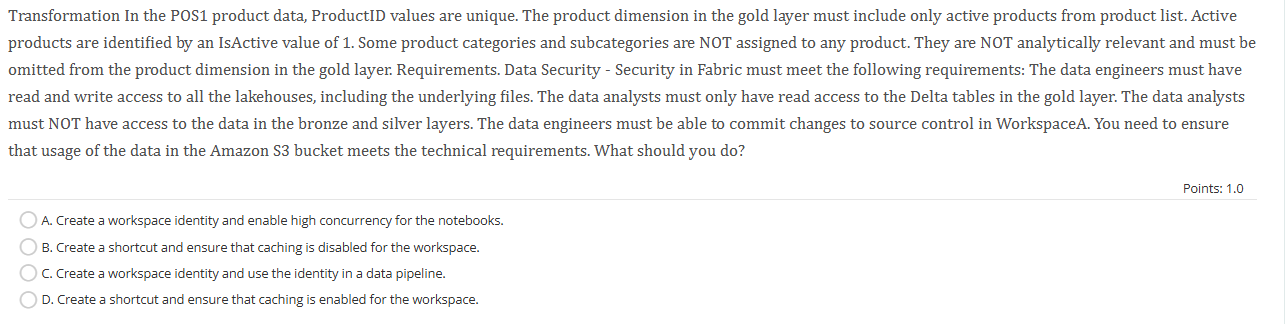 Transformation In the POS1 product data, ProductID values are unique. The product dimension in the gold layer must include only active products from product list. Active
products are identified by an IsActive value of 1. Some product categories and subcategories are NOT assigned to any product. They are NOT analytically relevant and must be
omitted from the product dimension in the gold layer. Requirements. Data Security - Security in Fabric must meet the following requirements: The data engineers must have
read and write access to all the lakehouses, including the underlying files. The data analysts must only have read access to the Delta tables in the gold layer. The data analysts
must NOT have access to the data in the bronze and silver layers. The data engineers must be able to commit changes to source control in WorkspaceA. You need to ensure
that usage of the data in the Amazon S3 bucket meets the technical requirements. What should you do?
Points: 1.0
A. Create a workspace identity and enable high concurrency for the notebooks.
B. Create a shortcut and ensure that caching is disabled for the workspace.
C. Create a workspace identity and use the identity in a data pipeline.
D. Create a shortcut and ensure that caching is enabled for the workspace.